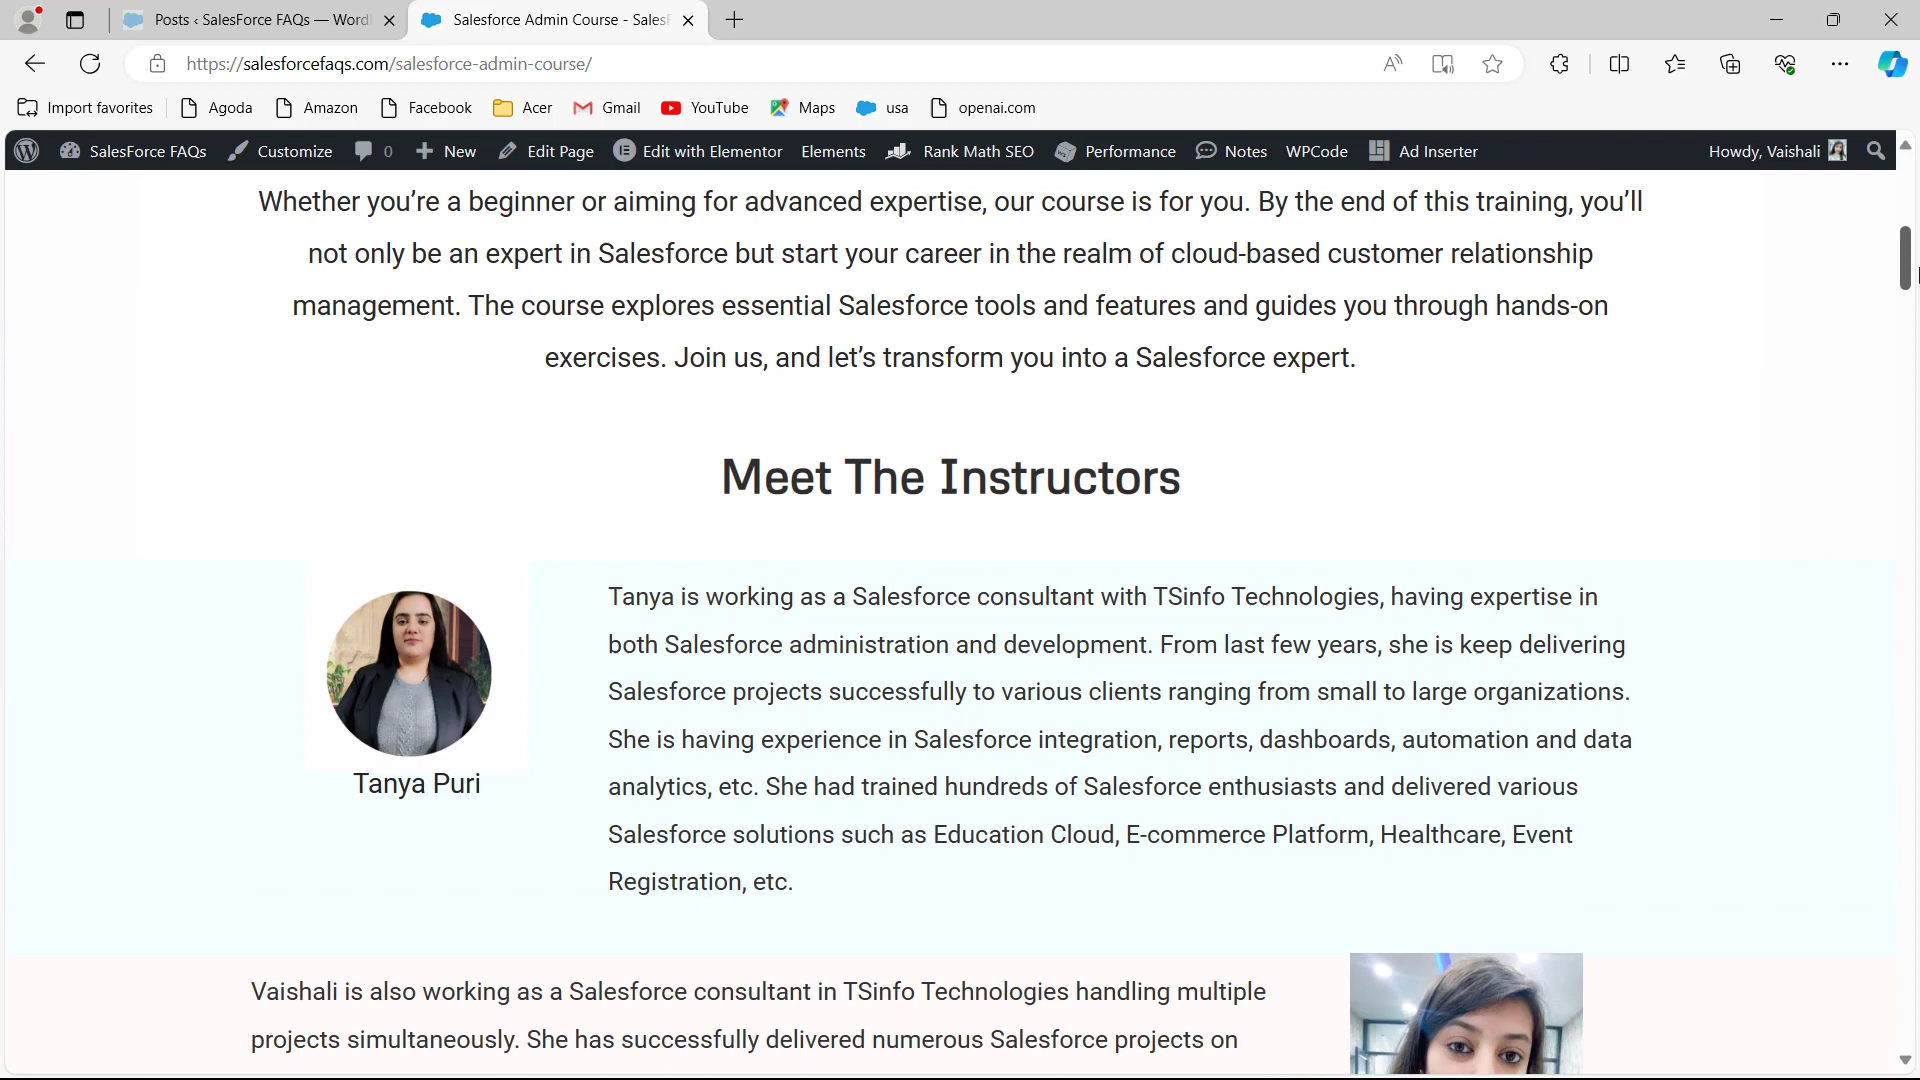 Posts ‹ SalesForce FAQs — Word
Salesforce Admin Course - Sales
https://salesforcefaqs.com/salesforce-admin-course/
Import favorites
Agoda
Amazon
Facebook
Acer
Gmail
YouTube
Maps
usa
openai.com
SalesForce FAQs
Customize
0
New
Edit Page
Edit with Elementor
Elements
Rank Math SEO
Performance
Notes
WPCode
Ad Inserter
Howdy, Vaishali
Whether you’re a beginner or aiming for advanced expertise, our course is for you. By the end of this training, you’ll
not only be an expert in Salesforce but start your career in the realm of cloud-based customer relationship
management. The course explores essential Salesforce tools and features and guides you through hands-on
exercises. Join us, and let’s transform you into a Salesforce expert.
Meet The Instructors
Tanya is working as a Salesforce consultant with TSinfo Technologies, having expertise in
both Salesforce administration and development. From last few years, she is keep delivering
Salesforce projects successfully to various clients ranging from small to large organizations.
She is having experience in Salesforce integration, reports, dashboards, automation and data
analytics, etc. She had trained hundreds of Salesforce enthusiasts and delivered various
Salesforce solutions such as Education Cloud, E-commerce Platform, Healthcare, Event
Registration, etc.
Tanya Puri
Vaishali is also working as a Salesforce consultant in TSinfo Technologies handling multiple
projects simultaneously. She has successfully delivered numerous Salesforce projects on